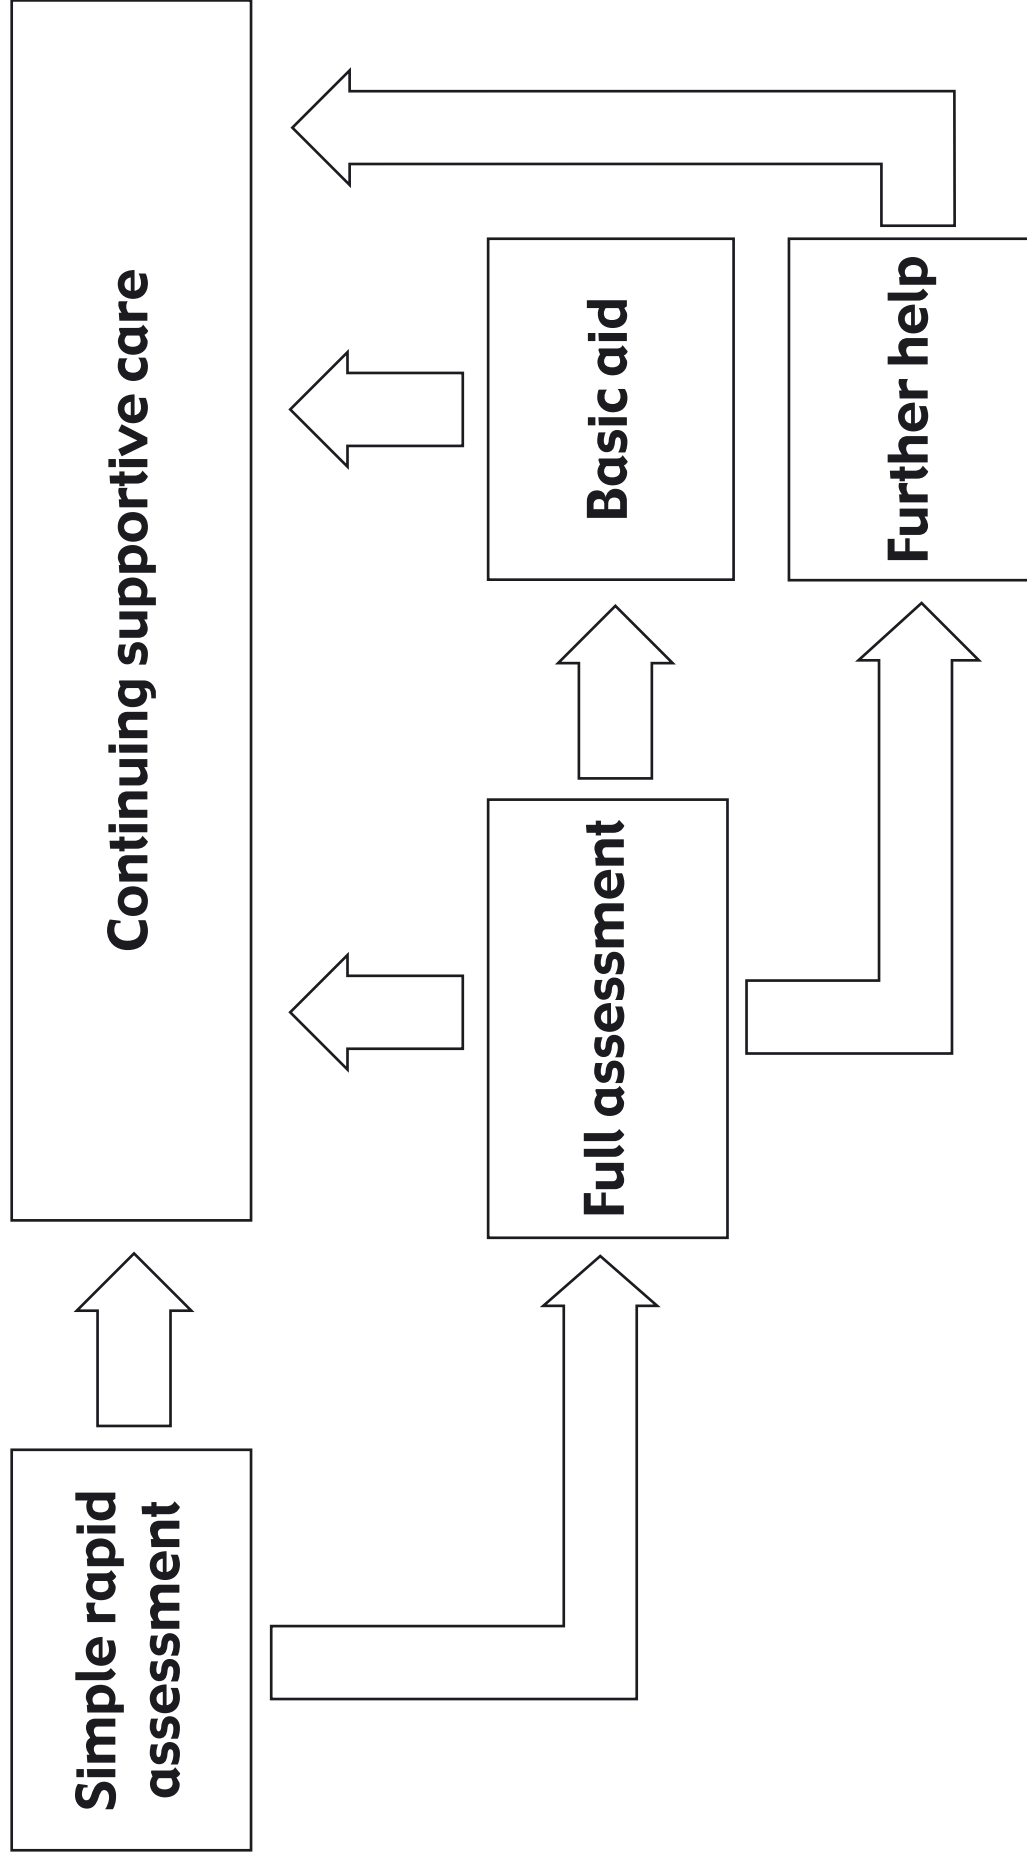 Simple rapid
assessment
Continuing supportive care
Full assessment
Basic aid
Further help